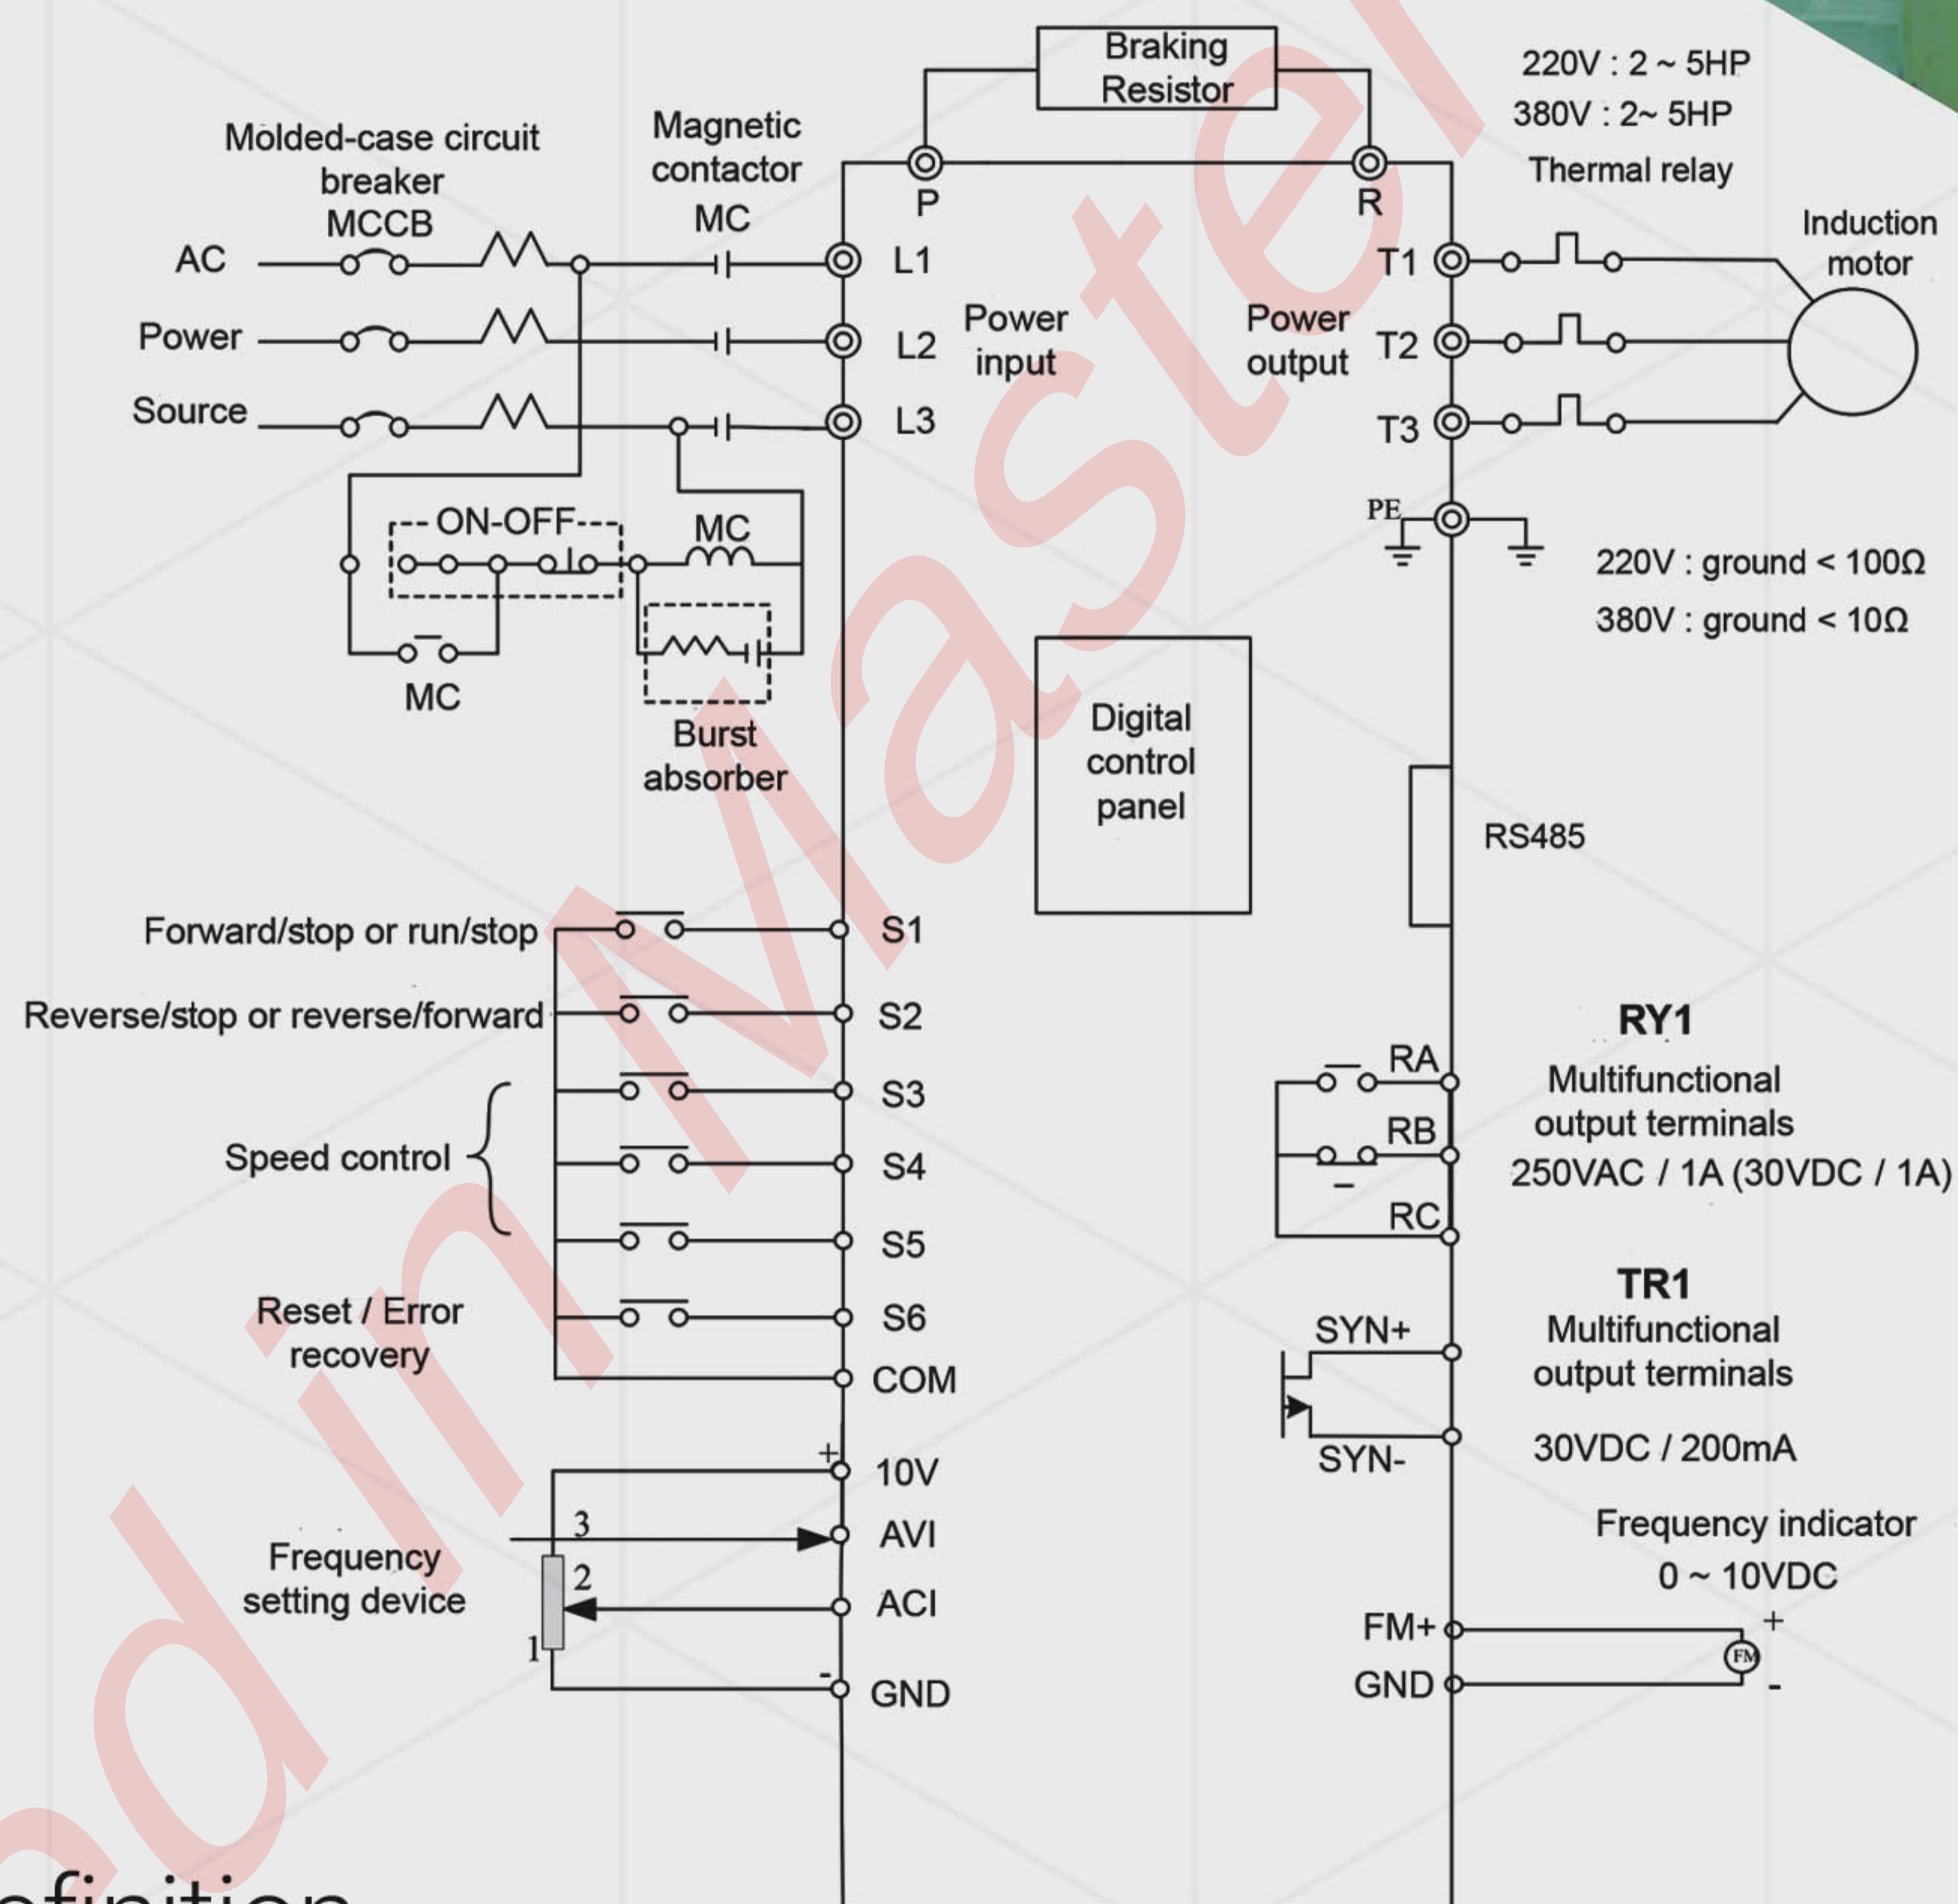 Braking
Resistor
220V : 2 ~ 5HP
380V : 2~ 5HP
Thermal relay
Molded-case circuit
breaker
MCCB
Magnetic
contactor
MC
P
R
Induction
motor
AC
L1
T1
Power
L2
Power
input
Power
output
T2
Source
L3
T3
PE
ON-OFF
MC
220V : ground < 100Ω
380V : ground < 10Ω
MC
Burst
absorber
Digital
control
panel
RS485
Forward/stop or run/stop
S1
Reverse/stop or reverse/forward
S2
S3
Speed control
S4
S5
Reset / Error
recovery
S6
COM
RY1
RA
Multifunctional
output terminals
RB
250VAC / 1A (30VDC / 1A)
RC
TR1
SYN+
Multifunctional
output terminals
SYN-
30VDC / 200mA
+
10V
3
AVI
Frequency
setting device
2
ACI
1
-
GND
Frequency indicator
0 ~ 10VDC
FM+
+
FM
GND
-
ed in Master
efinition